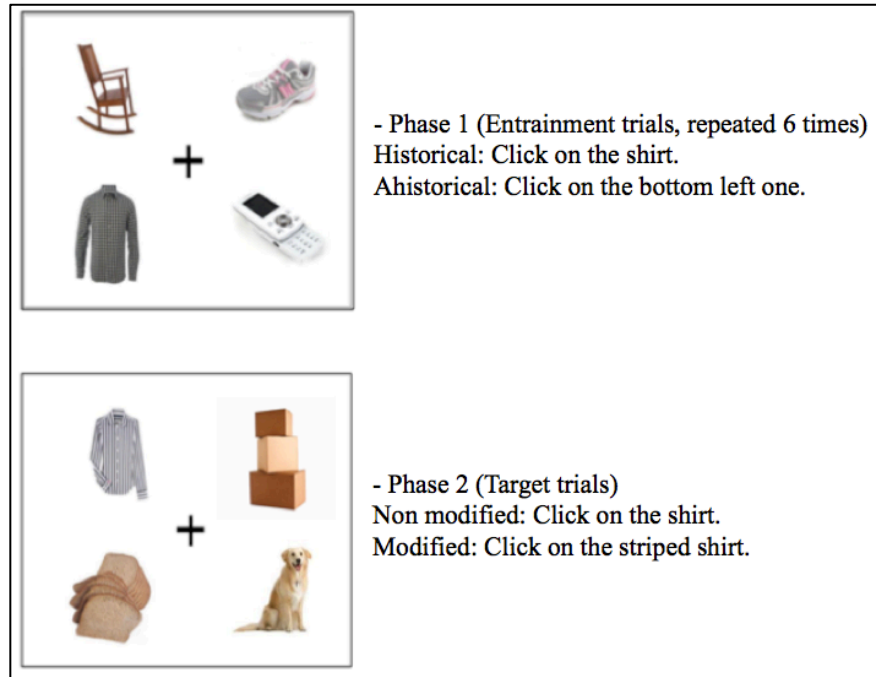 - Phase 1 (Entrainment trials, repeated 6 times)
Historical: Click on the shirt.
Ahistorical: Click on the bottom left one.
- Phase 2 (Target trials)
Non modified: Click on the shirt.
Modified: Click on the striped shirt.